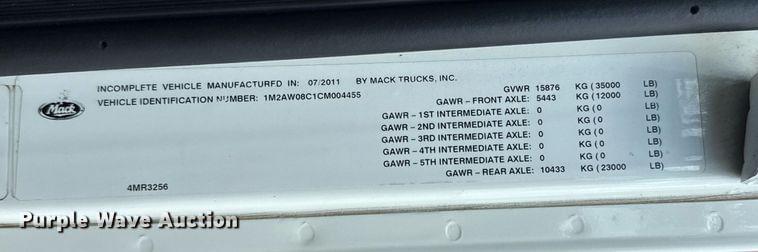 Mack
INCOMPLETE VEHICLE MANUFACTURED IN: 07/2011 BY MACK TRUCKS, INC.
VEHICLE IDENTIFICATION NUMBER: 1M2AW08C1CM004455
GVWR 15876 KG ( 35000 LB)
GAWR – FRONT AXLE: 5443 KG ( 12000 LB)
GAWR – 1ST INTERMEDIATE AXLE: 0 KG ( 0 LB)
GAWR – 2ND INTERMEDIATE AXLE: 0 KG ( 0 LB)
GAWR – 3RD INTERMEDIATE AXLE: 0 KG ( 0 LB)
GAWR – 4TH INTERMEDIATE AXLE: 0 KG ( 0 LB)
GAWR – 5TH INTERMEDIATE AXLE: 0 KG ( 0 LB)
GAWR – REAR AXLE: 10433 KG ( 23000 LB)
4MR3256
Purple Wave Auction